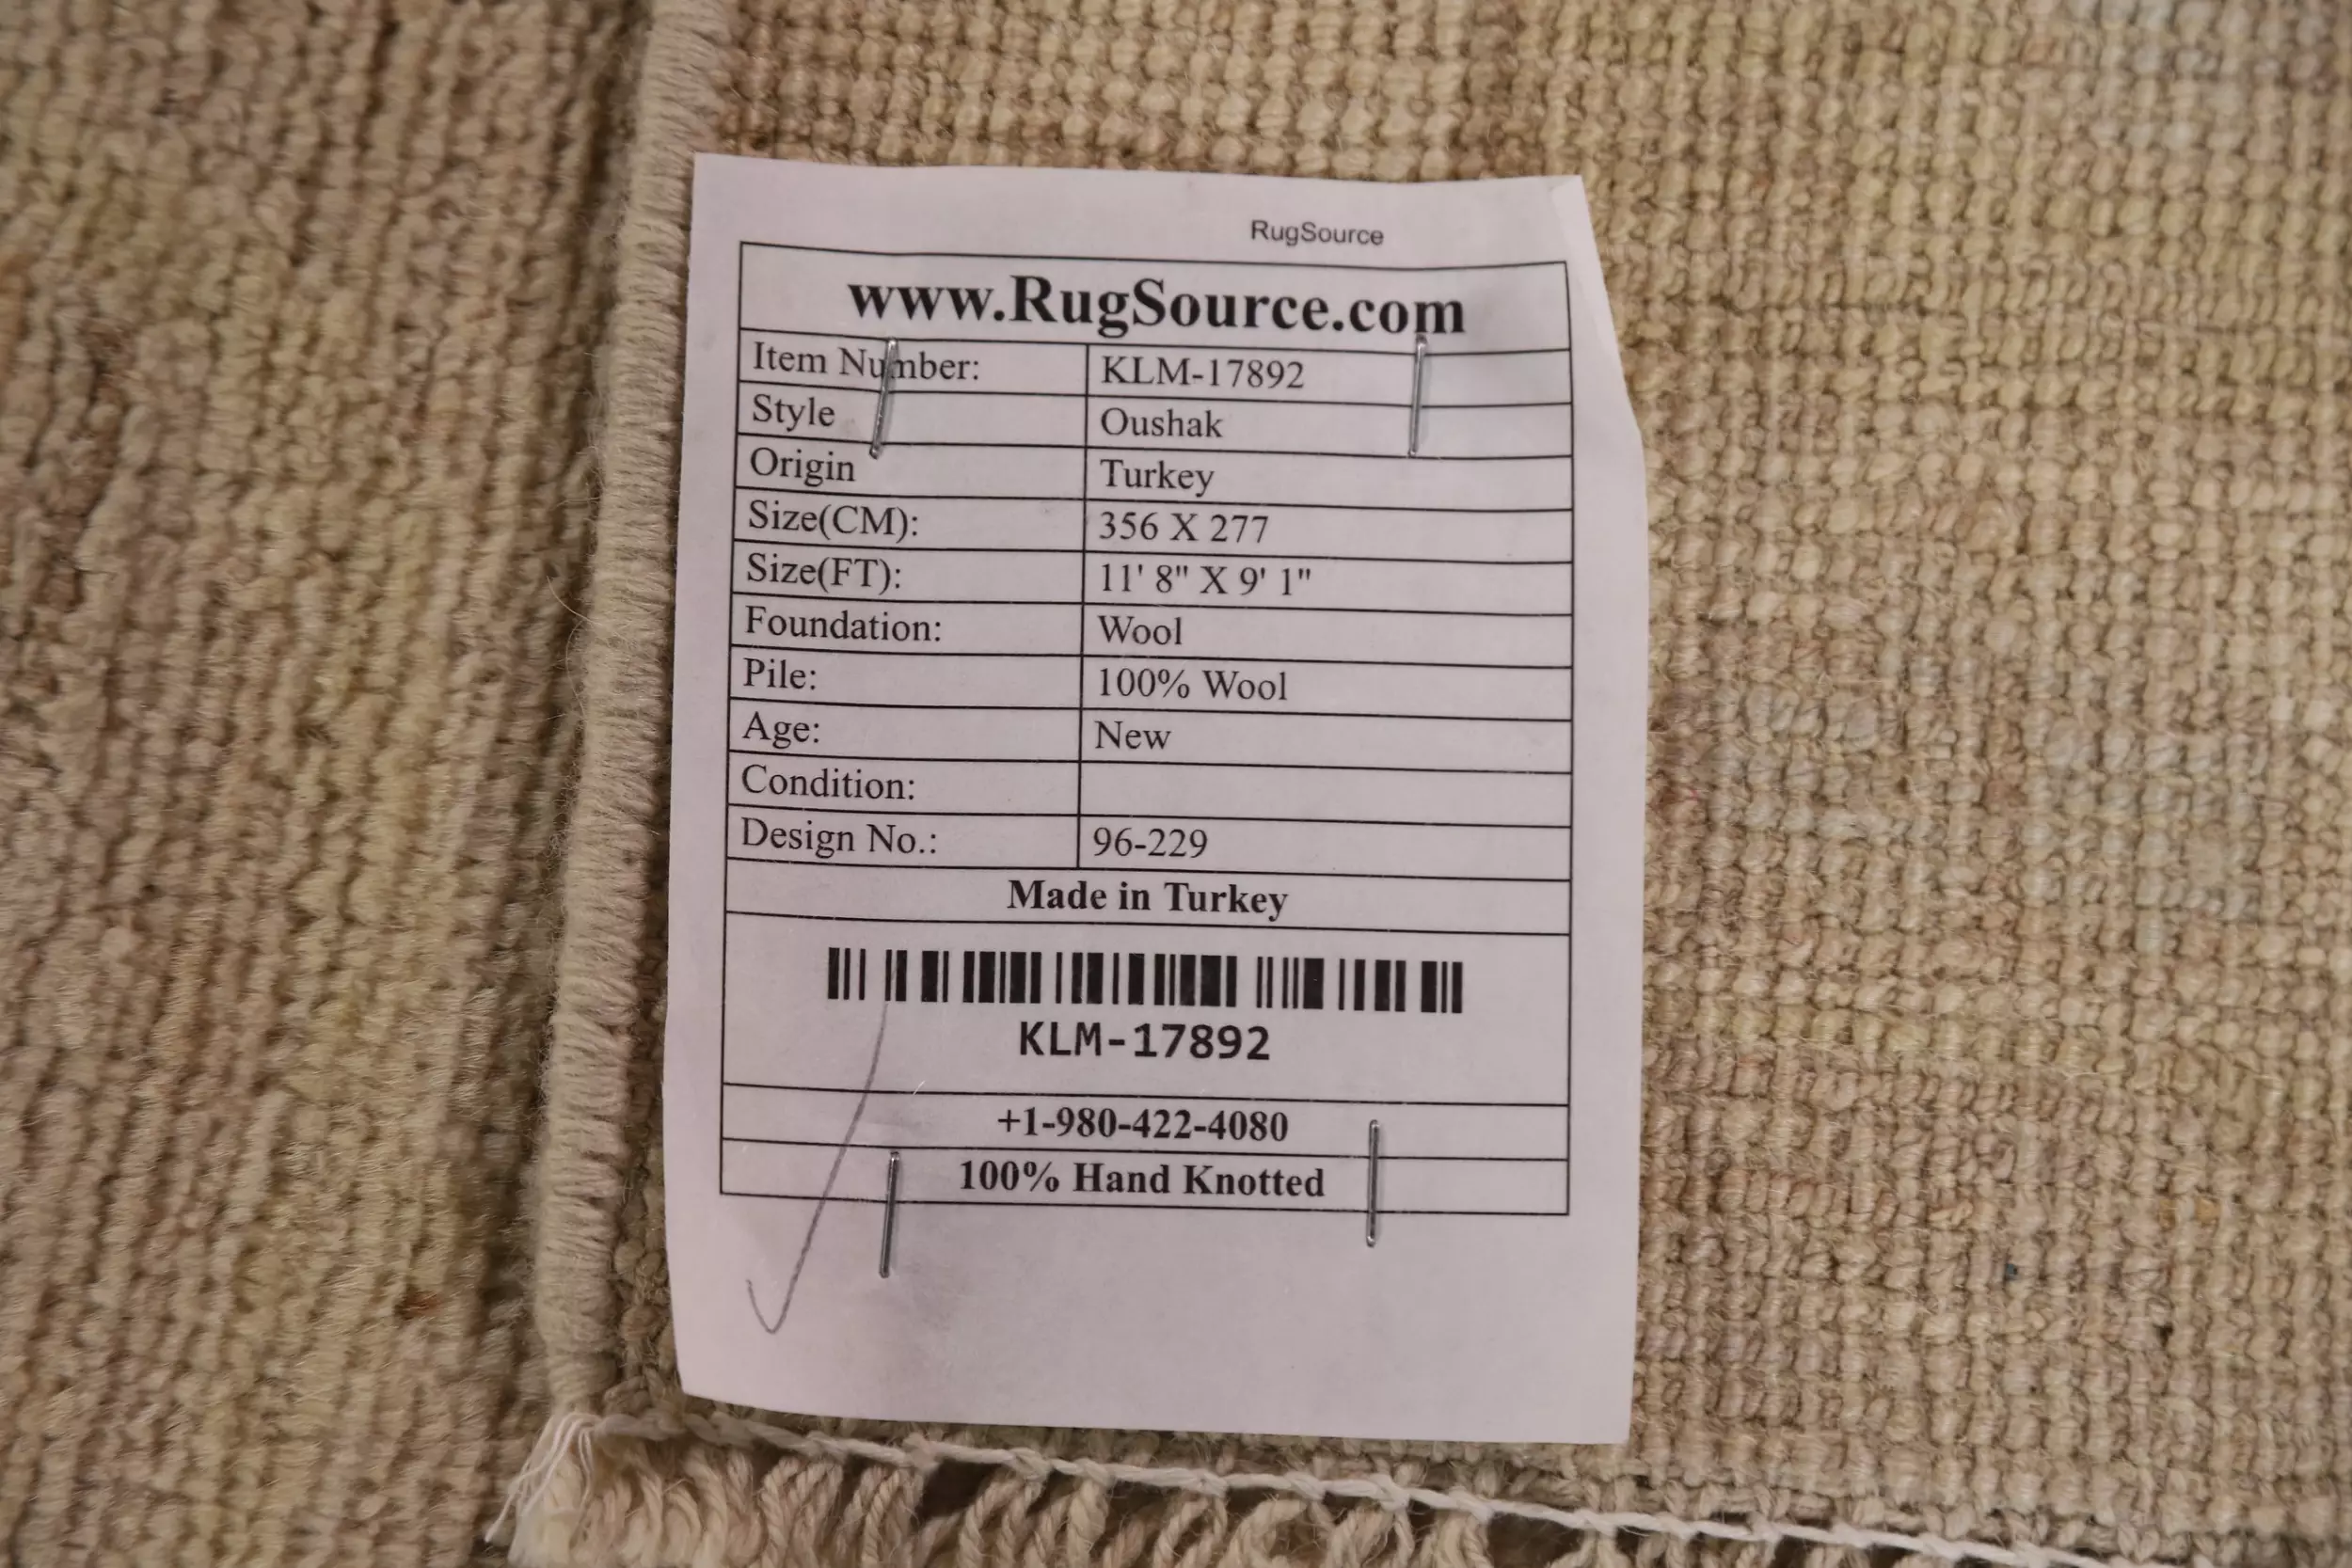 RugSource
www.RugSource.com
Item Number: KLM-17892
Style Oushak
Origin Turkey
Size(CM): 356 X 277
Size(FT): 11' 8" X 9' 1"
Foundation: Wool
Pile: 100% Wool
Age: New
Condition:
Design No.: 96-229
Made in Turkey
KLM-17892
+1-980-422-4080
100% Hand Knotted